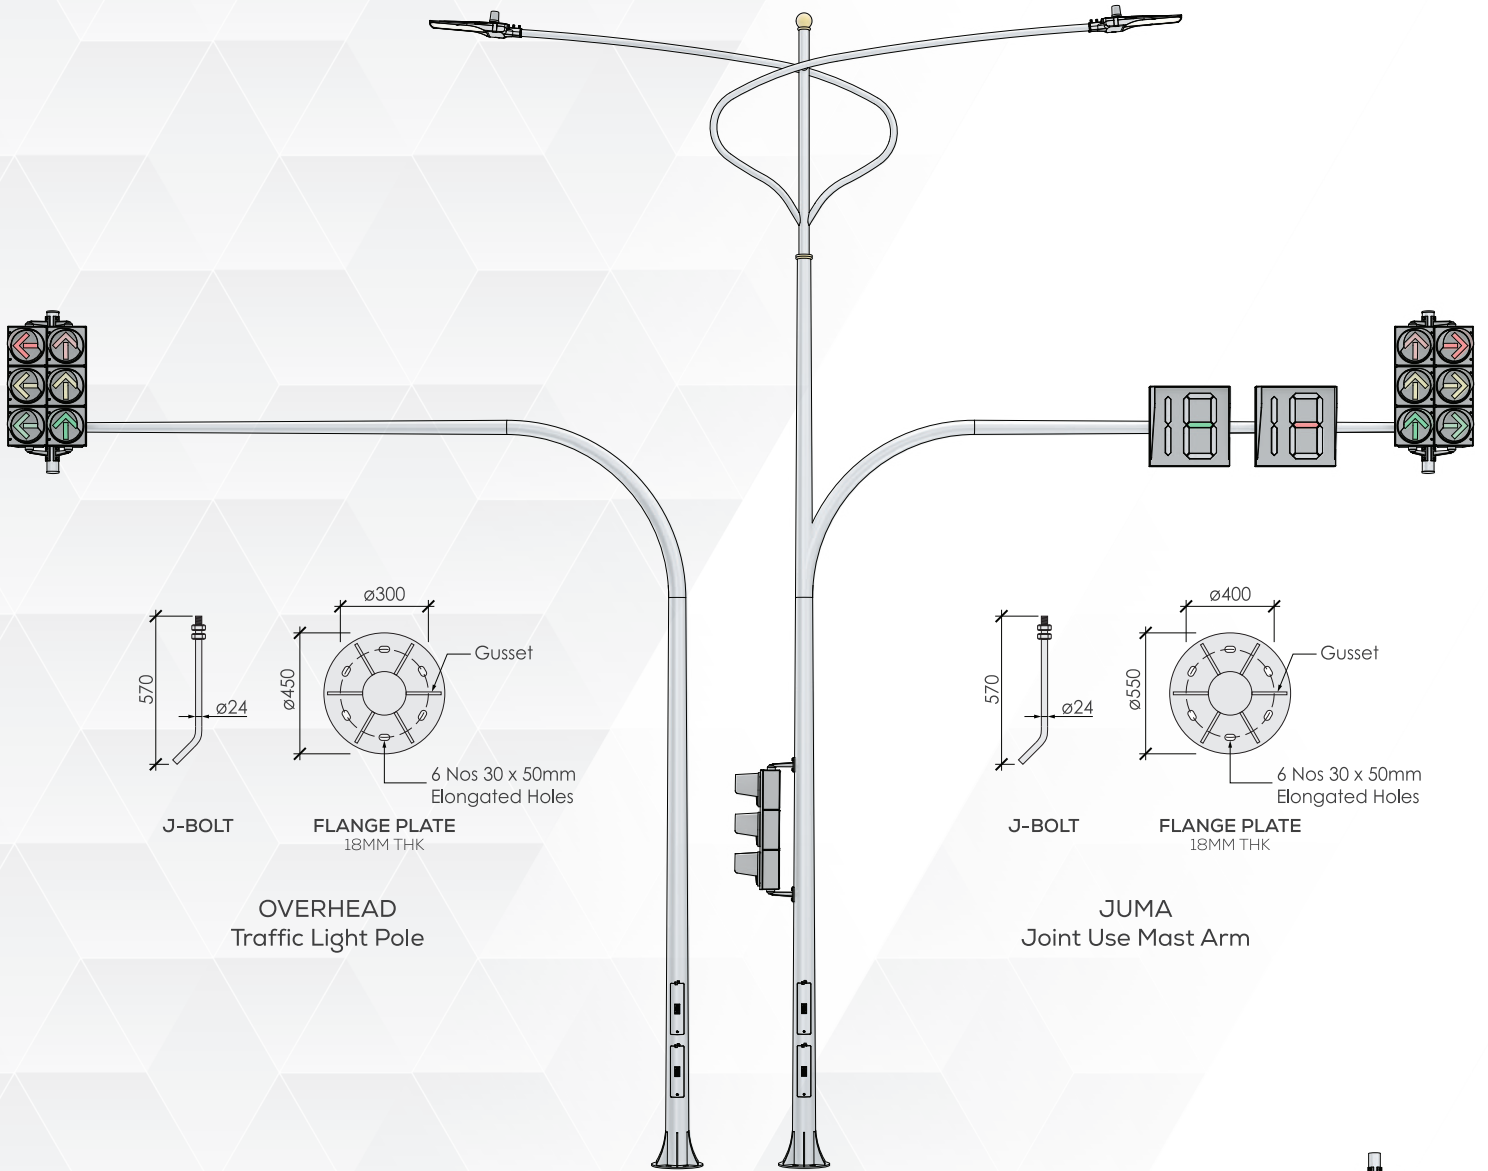 ø300
ø450
Gusset
570
ø24
6 Nos 30 x 50mm
Elongated Holes
J-BOLT
FLANGE PLATE
18MM THK
OVERHEAD
Traffic Light Pole
18
18
ø400
ø550
Gusset
570
ø24
6 Nos 30 x 50mm
Elongated Holes
J-BOLT
FLANGE PLATE
18MM THK
JUMA
Joint Use Mast Arm